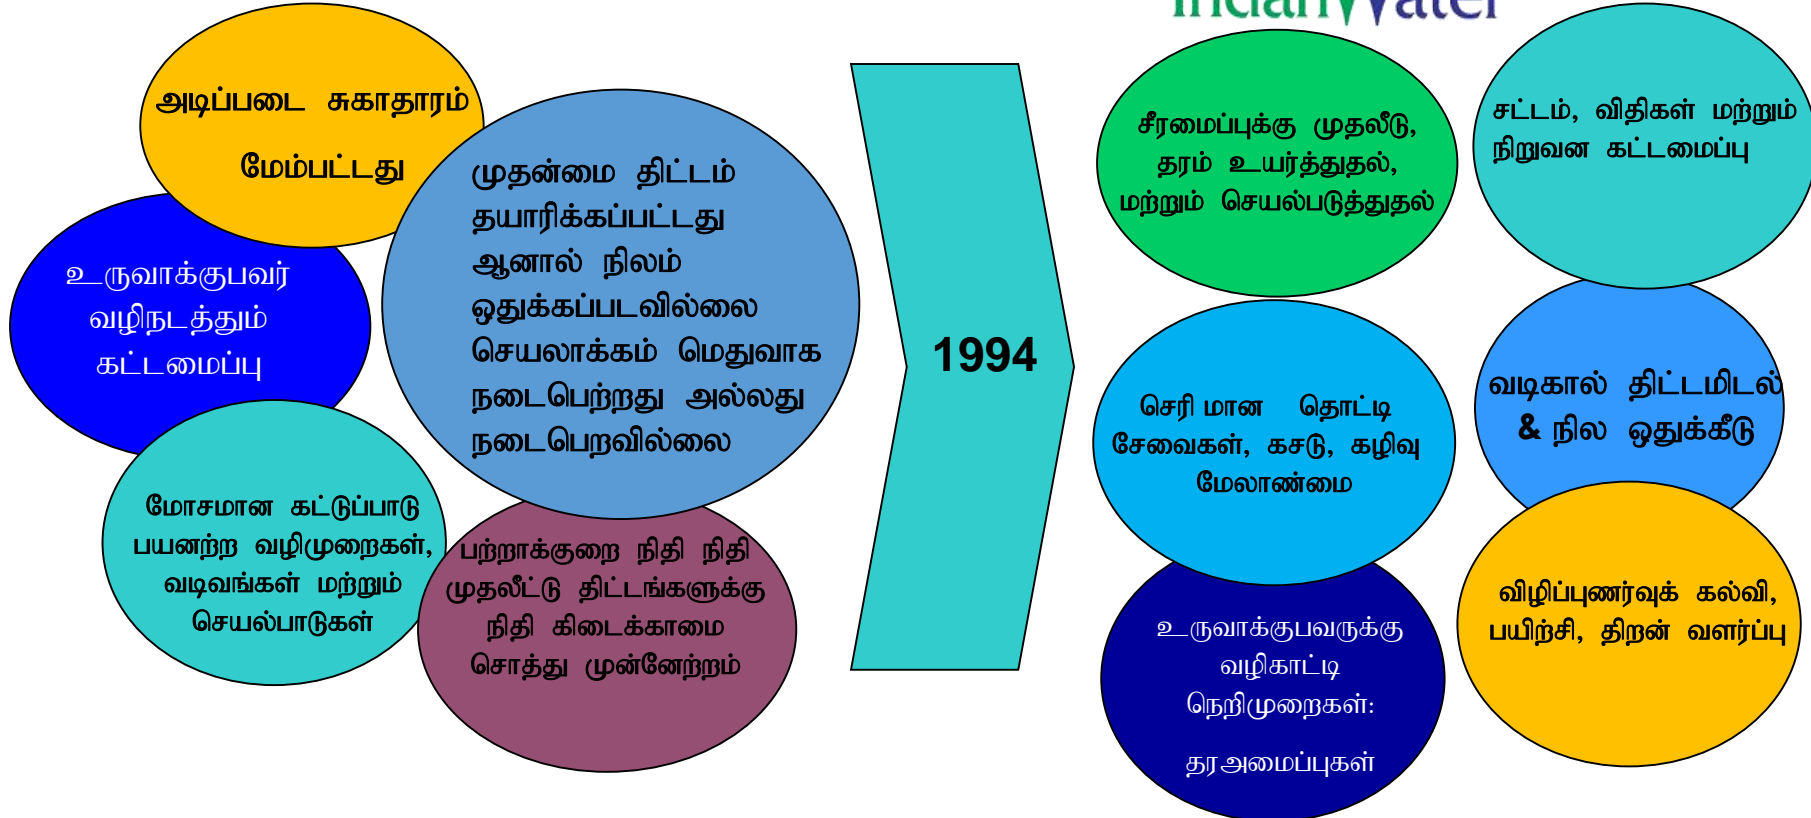 IndahWater
அடிப்படை சுகாதாரம்
மேம்பட்டது
உருவாக்குபவர்
வழிநடத்தும்
கட்டமைப்பு
முதன்மை திட்டம்
தயாரிக்கப்பட்டது
ஆனால் நிலம்
ஒதுக்கப்படவில்லை
செயலாக்கம் மெதுவாக
நடைபெற்றது அல்லது
நடைபெறவில்லை
மோசமான கட்டுப்பாடு
பயனற்ற வழிமுறைகள்,
வடிவங்கள் மற்றும்
செயல்பாடுகள்
பற்றாக்குறை நிதி நிதி
முதலீட்டு திட்டங்களுக்கு
நிதி கிடைக்காமை
சொத்து முன்னேற்றம்
1994
சீரமைப்புக்கு முதலீடு,
தரம் உயர்த்துதல்,
மற்றும் செயல்படுத்துதல்
சட்டம், விதிகள் மற்றும்
நிறுவன கட்டமைப்பு
செரி மான தொட்டி
சேவைகள், கசடு, கழிவு
மேலாண்மை
வடிகால் திட்டமிடல்
& நில ஒதுக்கீடு
உருவாக்குபவருக்கு
வழிகாட்டி
நெறிமுறைகள்:
தரஅமைப்புகள்
விழிப்புணர்வுக் கல்வி,
பயிற்சி, திறன் வளர்ப்பு